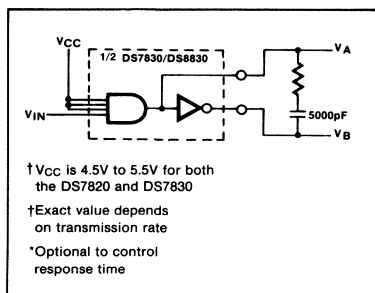 VCC
1/2 DS7830/DS8830
VA
VIN
5000pF
VB
†VCC is 4.5V to 5.5V for both
the DS7820 and DS7830
†Exact value depends
on transmission rate
*Optional to control
response time